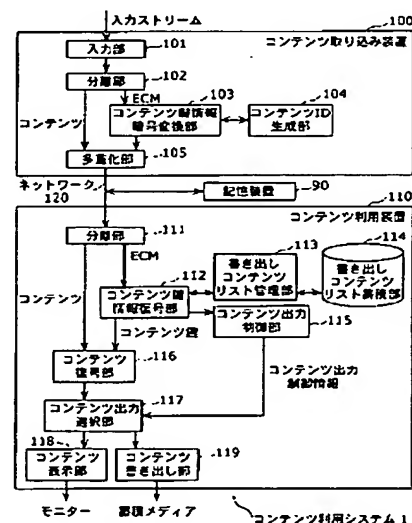 入力ストリーム
100
コンテンツ取り込み装置
入力部
101
分離部
102
ECM
103
104
コンテンツ
コンテンツ鍵情報
暗号変換部
コンテンツID
生成部
多重化部
105
ネットワーク
120
記憶装置
90
110
コンテンツ利用装置
分離部
111
ECM
113
114
112
書き出し
コンテンツ
リスト管理部
書き出し
コンテンツ
リスト蓄積部
コンテンツ
コンテンツ鍵
情報復号部
コンテンツ鍵
コンテンツ出力
制御部
115
コンテンツ
復号部
116
コンテンツ出力
制御情報
コンテンツ出力
選択部
117
118
コンテンツ
表示部
コンテンツ
書き出し部
119
モニター
蓄積メディア
コンテンツ利用システム 1